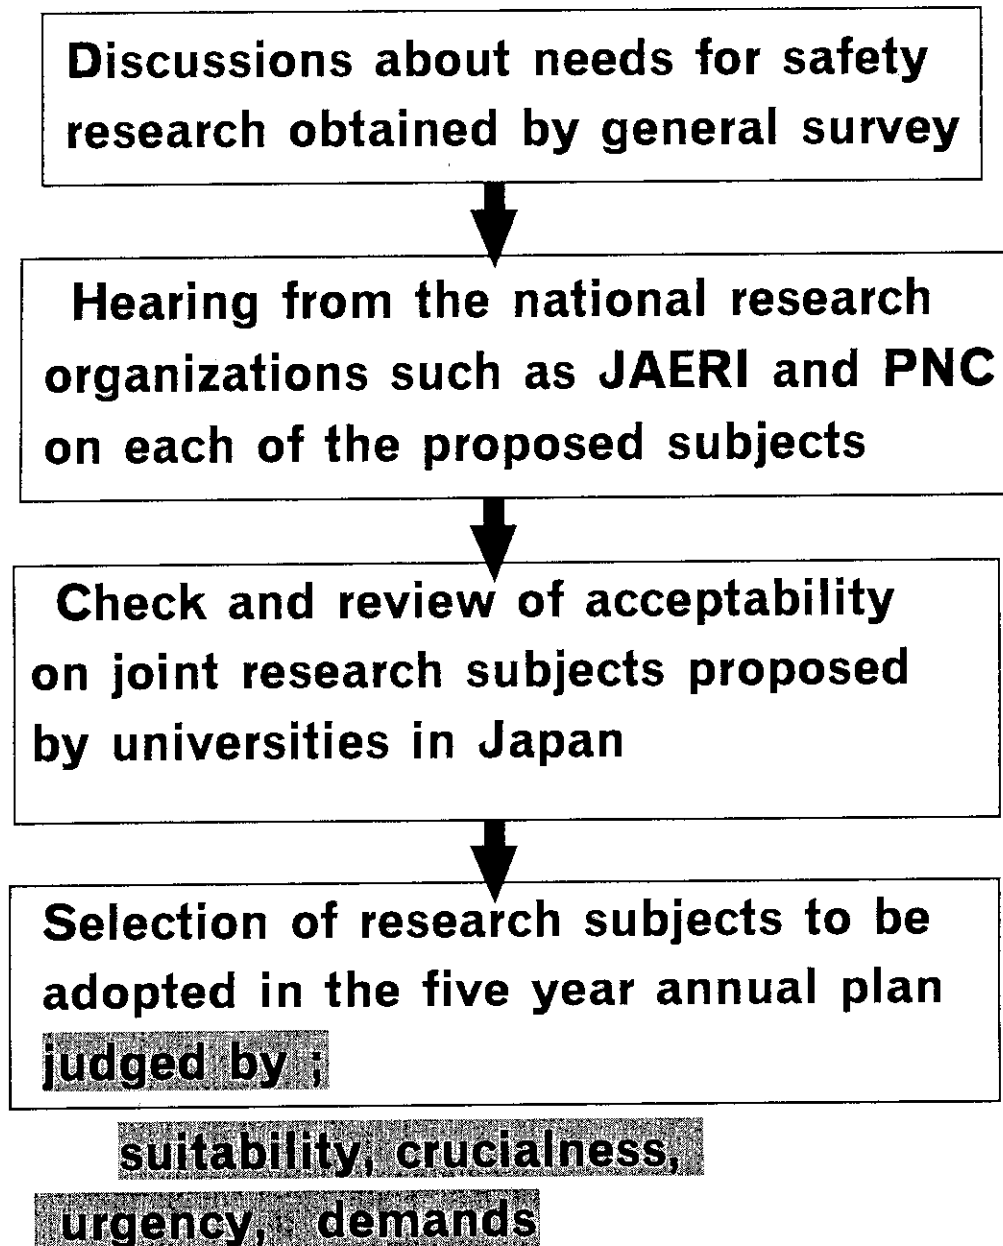 Discussions about needs for safety
research obtained by general survey
Hearing from the national research
organizations such as JAERI and PNC
on each of the proposed subjects
Check and review of acceptability
on joint research subjects proposed
by universities in Japan
Selection of research subjects to be
adopted in the five year annual plan
judged by ;
suitability, crucialness,
urgency, demands